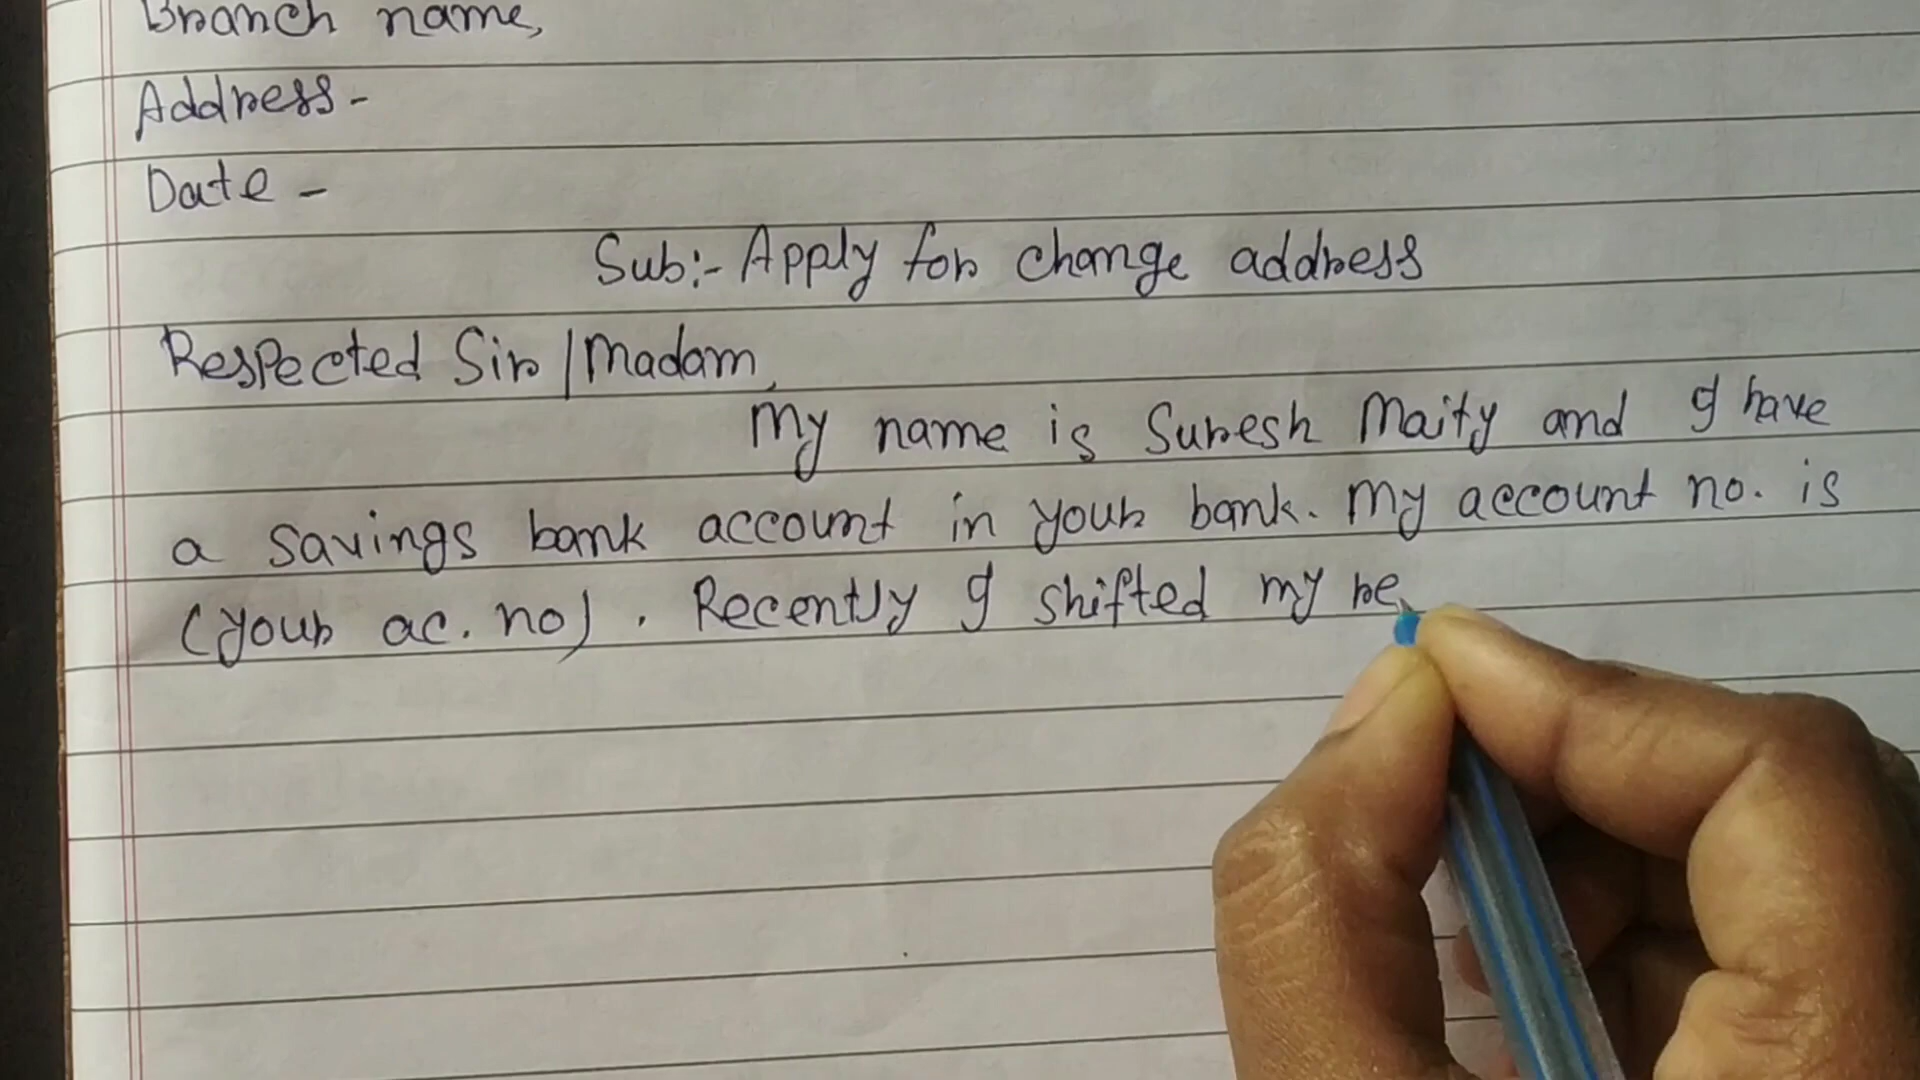 Branch name,
Address-
Date -
Sub:- Apply for change address
Respected Sir/Madam,
My name is Suresh Maity and I have
a savings bank account in your bank. My account no. is
(your ac. no). Recently I shifted my re